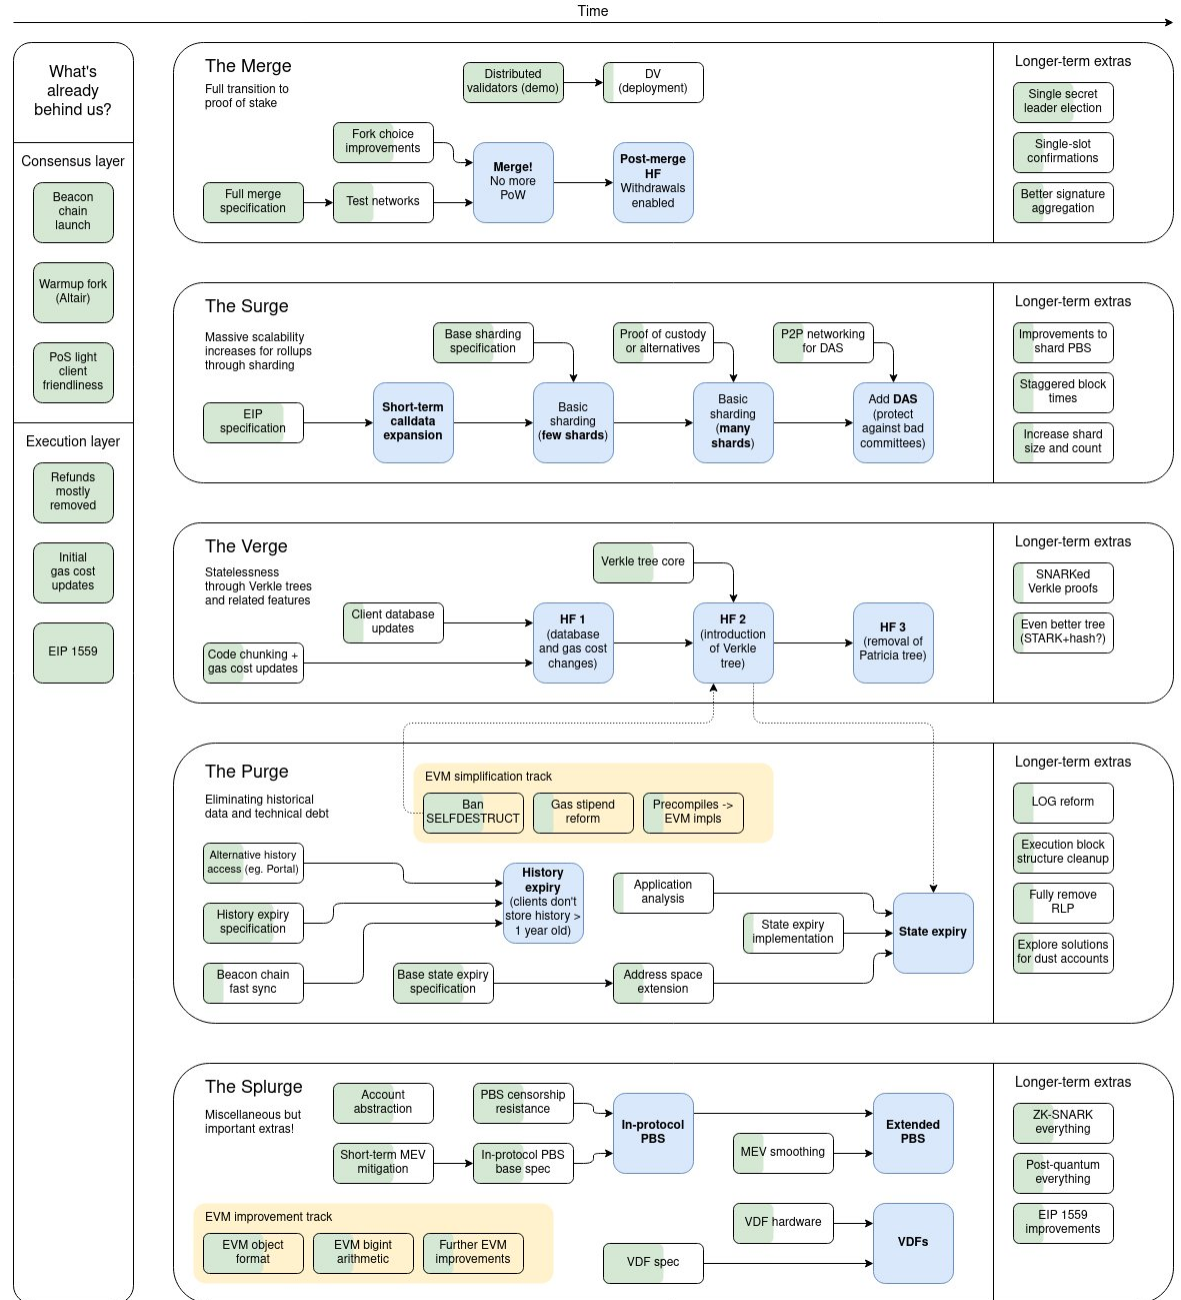 Time
What's
already
behind us?
Consensus layer
Beacon
chain
launch
Warmup fork
(Altair)
PoS light
client
friendliness
Execution layer
Refunds
mostly
removed
Initial
gas cost
updates
EIP 1559
The Merge
Full transition to
proof of stake
Distributed
validators (demo)
DV
(deployment)
Fork choice
improvements
Full merge
specification
Test networks
Merge!
No more
PoW
Post-merge
HF
Withdrawals
enabled
Longer-term extras
Single secret
leader election
Single-slot
confirmations
Better signature
aggregation
The Surge
Massive scalability
increases for rollups
through sharding
Base sharding
specification
Proof of custody
or alternatives
P2P networking
for DAS
EIP
specification
Short-term
calldata
expansion
Basic
sharding
(few shards)
Basic
sharding
(many
shards)
Add DAS
(protect
against bad
committees)
Longer-term extras
Improvements to
shard PBS
Staggered block
times
Increase shard
size and count
The Verge
Statelessness
through Verkle trees
and related features
Verkle tree core
Client database
updates
Code chunking +
gas cost updates
HF 1
(database
and gas cost
changes)
HF 2
(introduction
of Verkle
tree)
HF 3
(removal of
Patricia tree)
Longer-term extras
SNARKed
Verkle proofs
Even better tree
(STARK+hash?)
The Purge
Eliminating historical
data and technical debt
EVM simplification track
Ban
SELFDESTRUCT
Gas stipend
reform
Precompiles ->
EVM impls
Alternative history
access (eg. Portal)
History expiry
specification
Beacon chain
fast sync
History
expiry
(clients don't
store history >
1 year old)
Base state expiry
specification
Application
analysis
State expiry
implementation
Address space
extension
State expiry
Longer-term extras
LOG reform
Execution block
structure cleanup
Fully remove
RLP
Explore solutions
for dust accounts
The Splurge
Miscellaneous but
important extras!
Account
abstraction
PBS censorship
resistance
Short-term MEV
mitigation
In-protocol PBS
base spec
In-protocol
PBS
MEV smoothing
Extended
PBS
EVM improvement track
EVM object
format
EVM bigint
arithmetic
Further EVM
improvements
VDF hardware
VDF spec
VDFs
Longer-term extras
ZK-SNARK
everything
Post-quantum
everything
EIP 1559
improvements